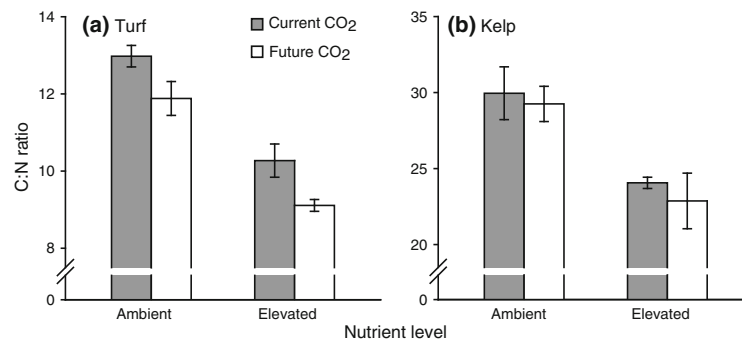 (a) Turf
Current CO2
Future CO2
(b) Kelp
C:N ratio
14
12
10
8
0
35
30
25
20
0
Ambient
Elevated
Ambient
Elevated
Nutrient level